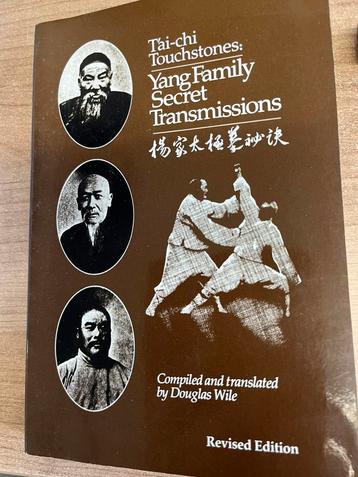 T'ai-chi
Touchstones:
Yang Family
Secret
Transmissions
楊家太極拳秘訣
Compiled and translated
by Douglas Wile
Revised Edition